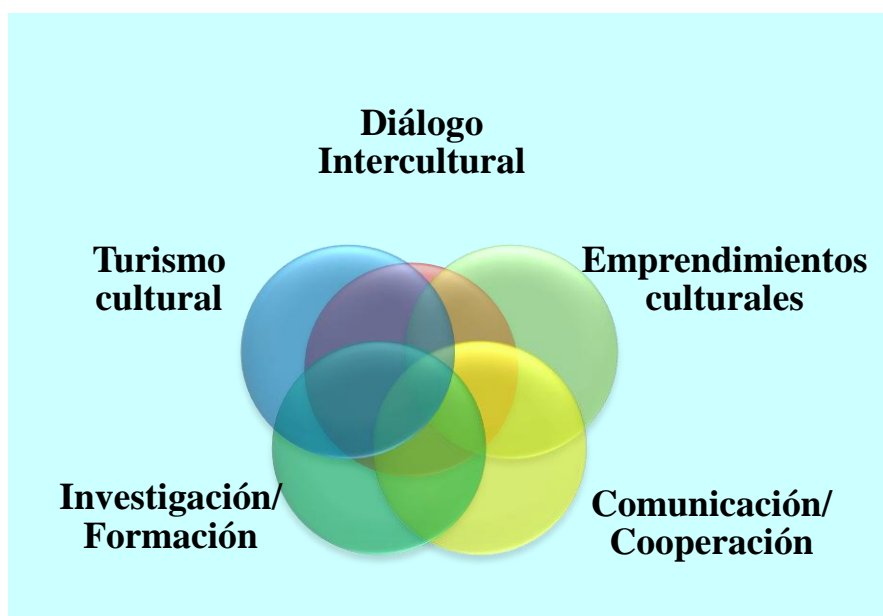 Diálogo
Intercultural
Turismo
cultural
Emprendimientos
culturales
Investigación/
Formación
Comunicación/
Cooperación